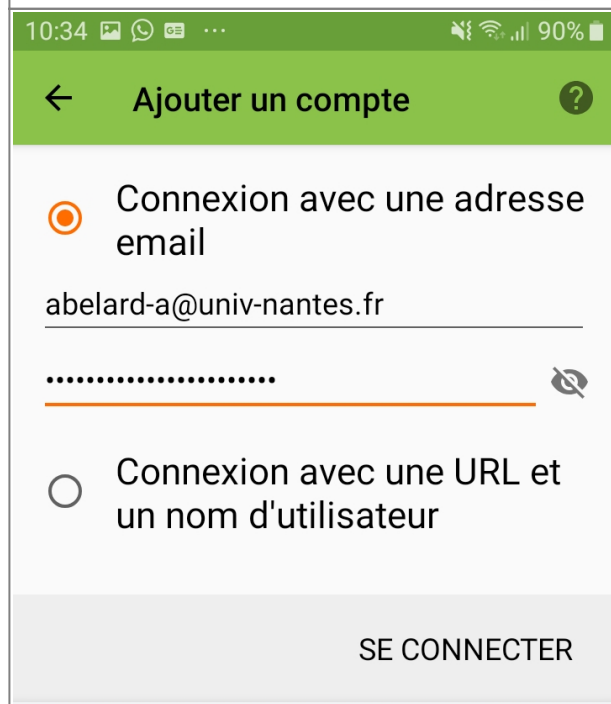 10:34 ... 90%
Ajouter un compte ?
Connexion avec une adresse
email
abelard-a@univ-nantes.fr
•••••••••••••••••••••••
Connexion avec une URL et
un nom d'utilisateur
SE CONNECTER